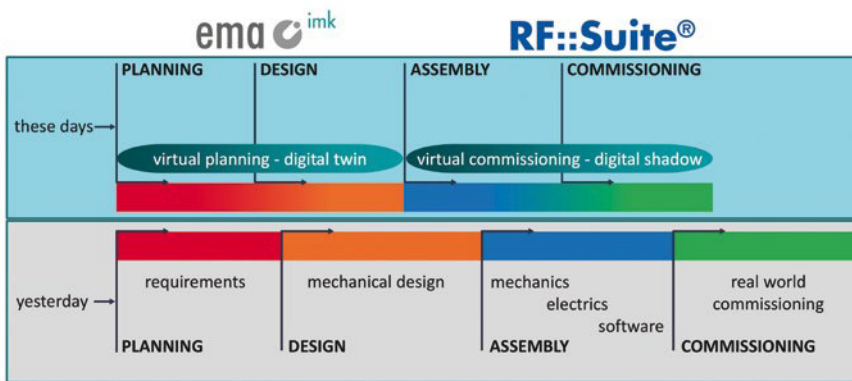 ema imk RF::Suite®
PLANNING DESIGN ASSEMBLY COMMISSIONING
these days
virtual planning - digital twin virtual commissioning - digital shadow
requirements mechanical design mechanics real world
yesterday electrics commissioning
software
PLANNING DESIGN ASSEMBLY COMMISSIONING